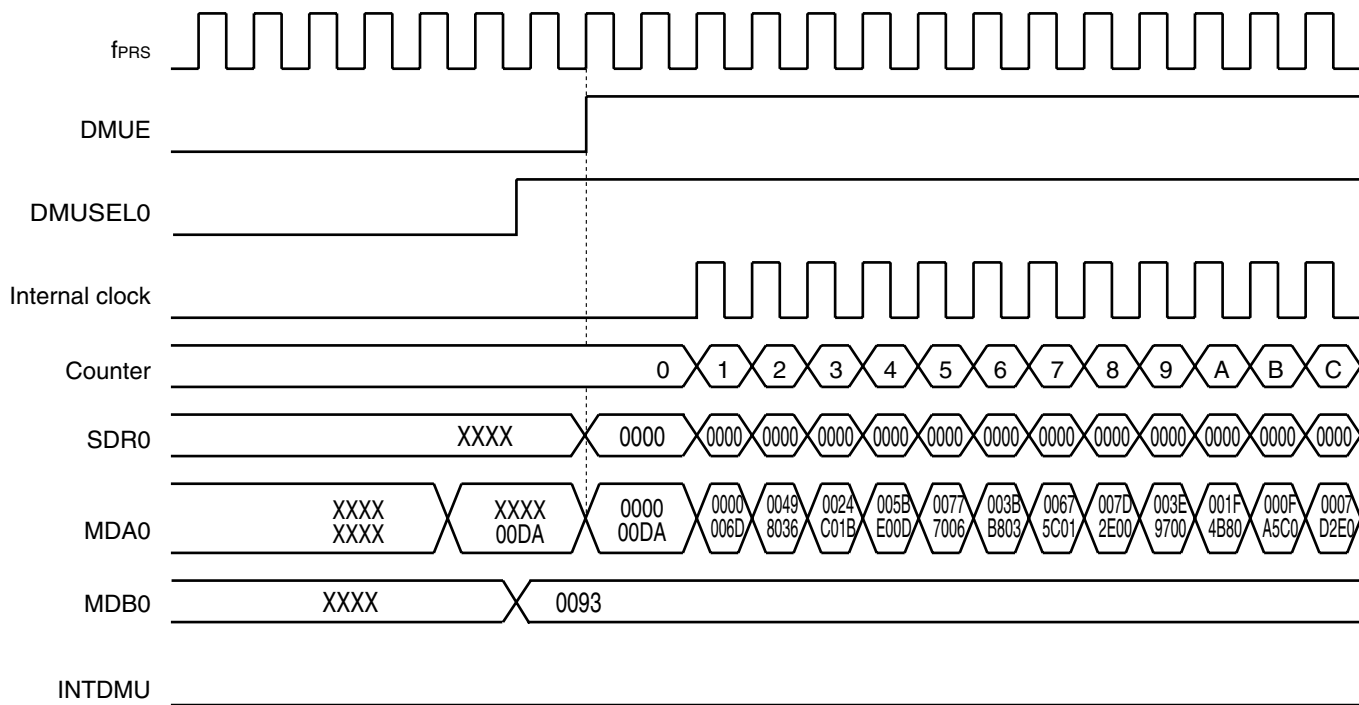 fPRS
DMUE
DMUSEL0
Internal clock
Counter 0 1 2 3 4 5 6 7 8 9 A B C
SDR0 XXXX 0000 0000 0000 0000 0000 0000 0000 0000 0000 0000 0000 0000 0000
MDA0 XXXX XXXX 0000 0000 0049 0024 005B 0077 003B 0067 007D 003E 001F 000F 0007
XXXX 00DA 00DA 006D 8036 C01B E00D 7006 B803 5C01 2E00 9700 4B80 A5C0 D2E0
MDB0 XXXX 0093
INTDMU